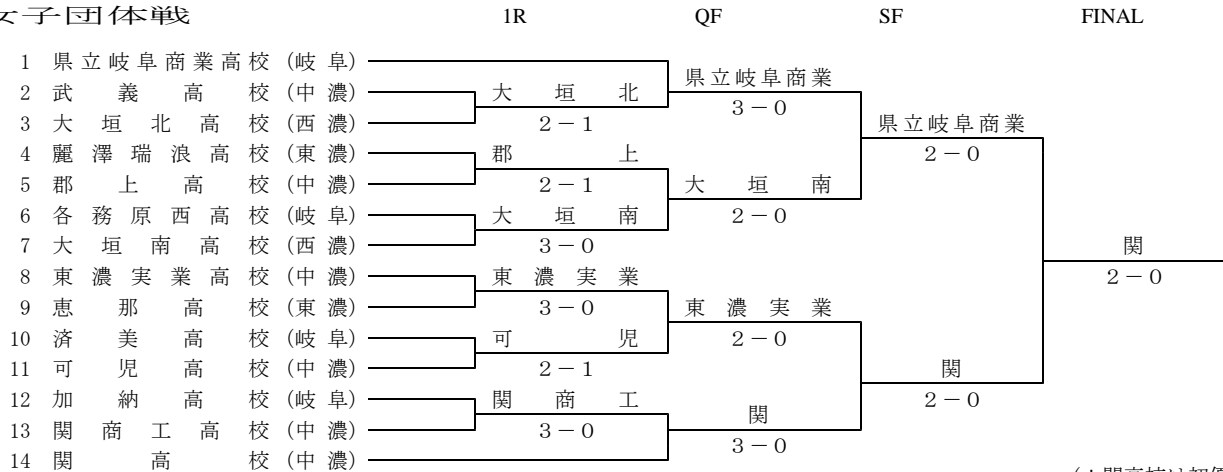 女子団体戦 1R QF SF FINAL
1 県立岐阜商業高校 (岐阜)
県立岐阜商業
2 武義高校 (中濃) 大垣北
3-0
3 大垣北高校 (西濃) 2-1
県立岐阜商業
4 麗澤瑞浪高校 (東濃) 郡上
2-0
5 郡上高校 (中濃) 2-1 大垣南
6 各務原西高校 (岐阜) 大垣南 2-0
7 大垣南高校 (西濃) 3-0
関
8 東濃実業高校 (中濃) 東濃実業
2-0
9 恵那高校 (東濃) 3-0 東濃実業
10 済美高校 (岐阜) 可児 2-0
11 可児高校 (中濃) 2-1
関
12 加納高校 (岐阜) 関商工
2-0
関
13 関商工高校 (中濃) 3-0
3-0
14 関高校 (中濃)